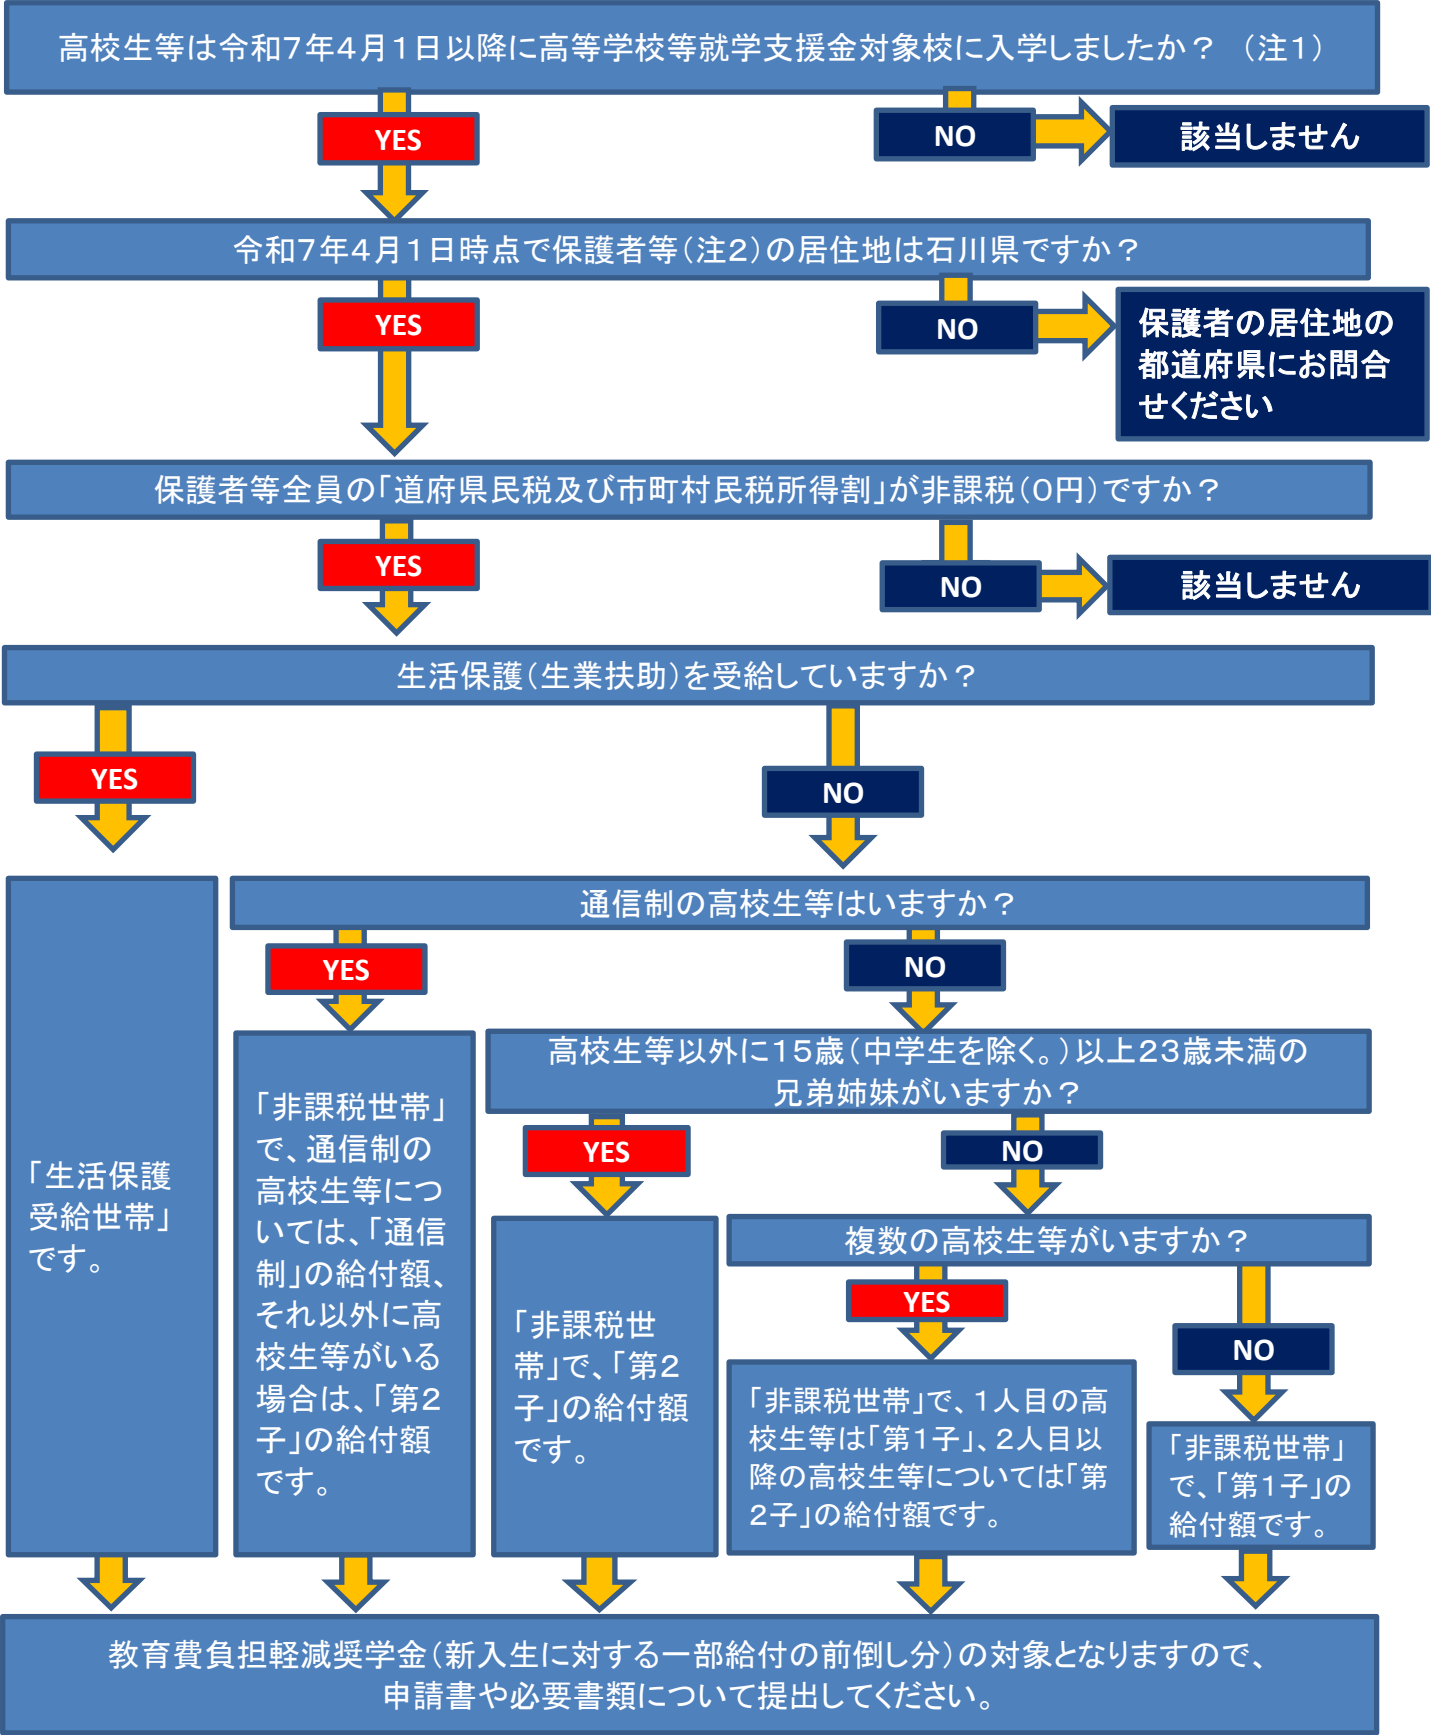 高校生等は令和７年４月１日以降に高等学校等就学支援金対象校に入学しましたか？　（注１）
YES
NO
該当しません
令和７年４月１日時点で保護者等（注２）の居住地は石川県ですか？
YES
NO
保護者の居住地の
都道府県にお問合
せください
保護者等全員の「道府県民税及び市町村民税所得割」が非課税（０円）ですか？
YES
NO
該当しません
生活保護（生業扶助）を受給していますか？
YES
NO
通信制の高校生等はいますか？
YES
NO
高校生等以外に１５歳（中学生を除く。）以上２３歳未満の
兄弟姉妹がいますか？
YES
NO
複数の高校生等がいますか？
YES
NO
「生活保護
受給世帯」
です。
「非課税世帯」
で、通信制の
高校生等につ
いては、「通信
制」の給付額、
それ以外に高
校生等がいる
場合は、「第２
子」の給付額
です。
「非課税世
帯」で、「第２
子」の給付額
です。
「非課税世帯」で、１人目の高
校生等は「第１子」、２人目以
降の高校生等については「第
２子」の給付額です。
「非課税世帯」
で、「第１子」の
給付額です。
教育費負担軽減奨学金（新入生に対する一部給付の前倒し分）の対象となりますので、
申請書や必要書類について提出してください。